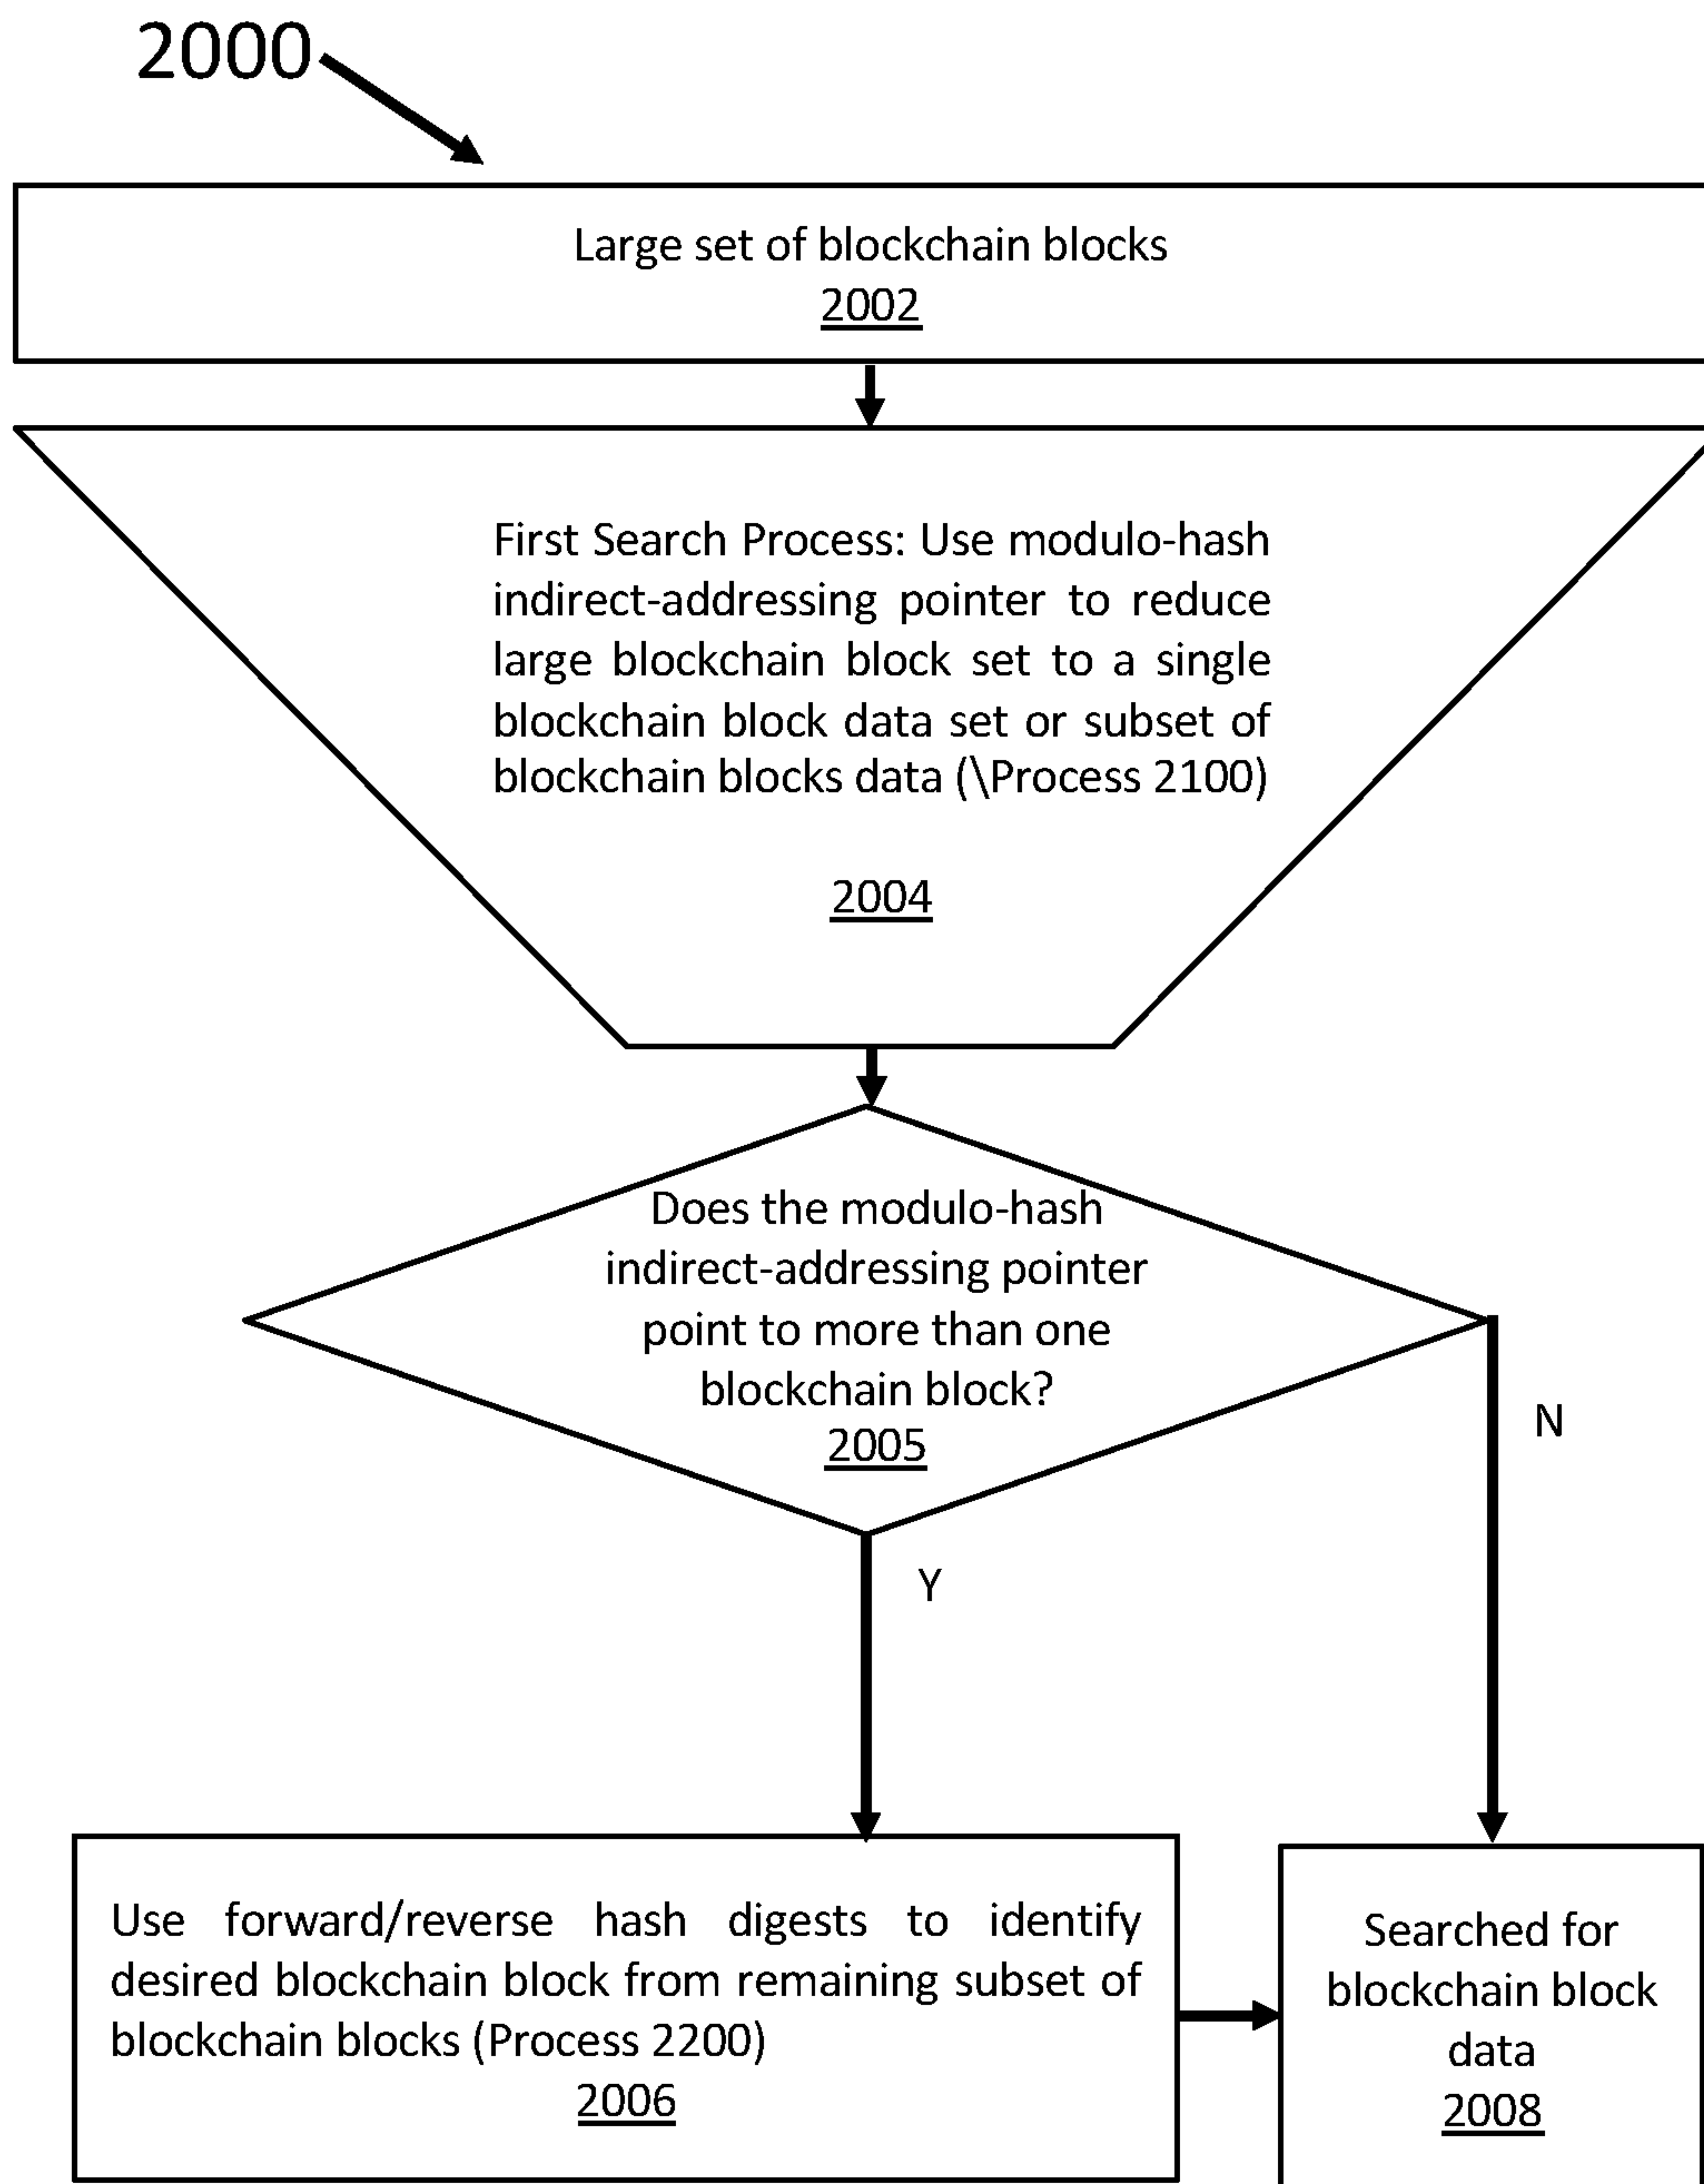 2000
Large set of blockchain blocks
2002
First Search Process: Use modulo-hash
indirect-addressing pointer to reduce
large blockchain block set to a single
blockchain block data set or subset of
blockchain blocks data (\Process 2100)
2004
Does the modulo-hash
indirect-addressing pointer
point to more than one
blockchain block?
2005
N
Y
Use forward/reverse hash digests to identify
desired blockchain block from remaining subset of
blockchain blocks (Process 2200)
2006
Searched for
blockchain block
data
2008